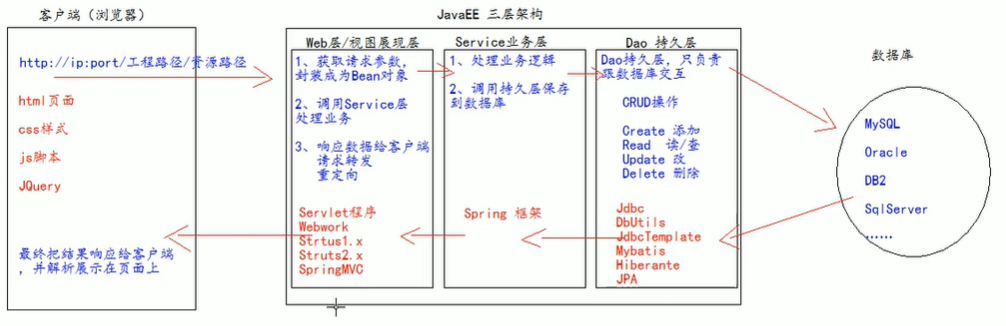 客户端（浏览器）
http://ip:port/工程路径/资源路径
html页面
css样式
js脚本
JQuery
最终把结果响应给客户端
，并解析展示在页面上
JavaEE 三层架构
Web层/视图展现层
1、获取请求参数，
封装成为Bean对象
2、调用Service层
处理业务
3、响应数据给客户端
请求转发
重定向
Servlet程序
Webwork
Strtus1.x
Struts2.x
SpringMVC
Service业务层
1、处理业务逻辑
2、调用持久层保存
到数据库
Spring 框架
Dao 持久层
Dao持久层，只负责
跟数据库交互
CRUD操作
Create 添加
Read 读/查
Update 改
Delete 删除
Jdbc
DbUtils
JdbcTemplate
Mybatis
Hiberante
JPA
数据库
MySQL
Oracle
DB2
SqlServer
......